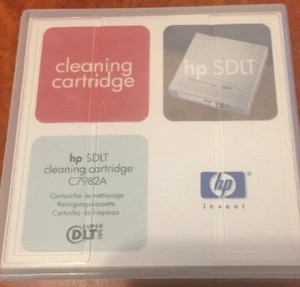 cleaning
cartridge
hp SDLT
hp SDLT
cleaning cartridge
C7982A
Cartouche de nettoyage
Reinigungskassette
Cartucho de limpieza
SUPER
DLT
hp
invent